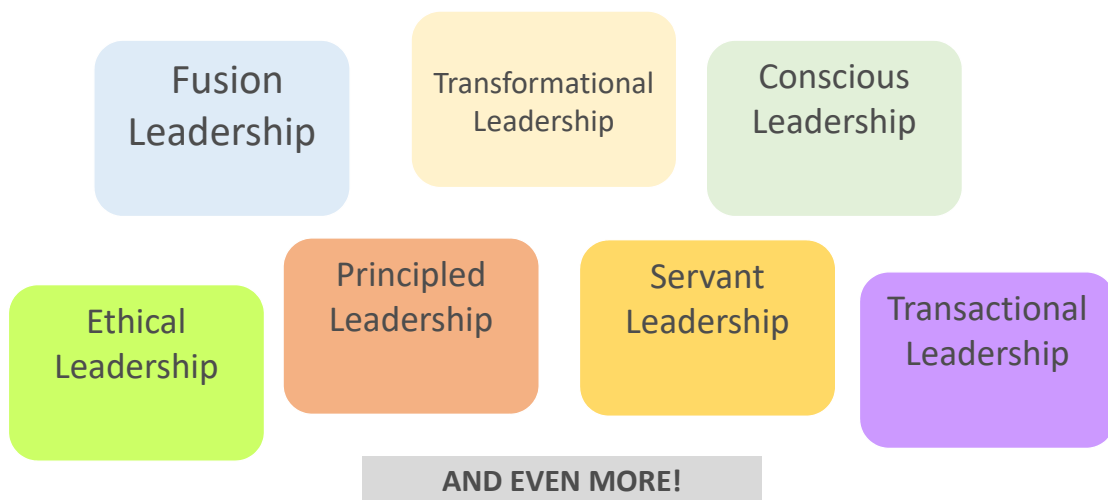 Fusion
Leadership
Transformational
Leadership
Conscious
Leadership
Ethical
Leadership
Principled
Leadership
Servant
Leadership
Transactional
Leadership
AND EVEN MORE!